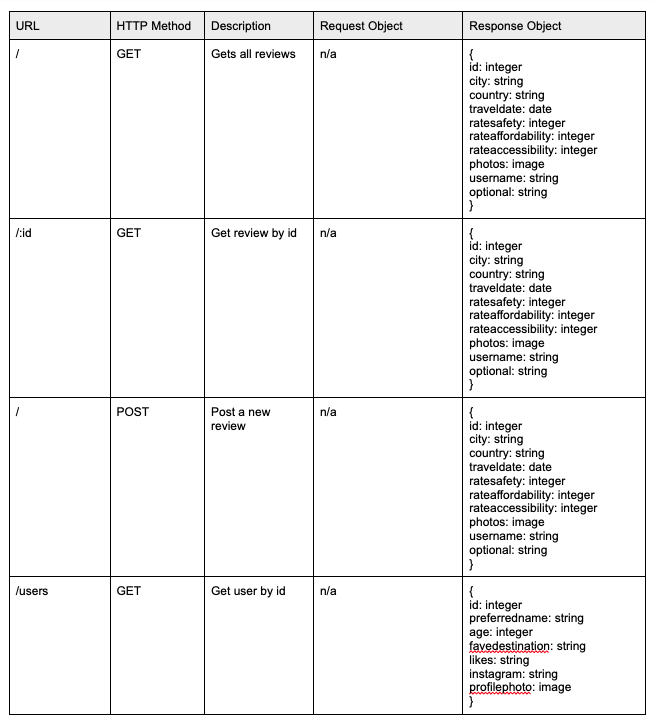 URL HTTP Method Description Request Object Response Object
/ GET Gets all reviews n/a {
id: integer
city: string
country: string
traveldate: date
ratesafety: integer
rateaffordability: integer
rateaccessibility: integer
photos: image
username: string
optional: string
}
/:id GET Get review by id n/a {
id: integer
city: string
country: string
traveldate: date
ratesafety: integer
rateaffordability: integer
rateaccessibility: integer
photos: image
username: string
optional: string
}
/ POST Post a new n/a {
review id: integer
city: string
country: string
traveldate: date
ratesafety: integer
rateaffordability: integer
rateaccessibility: integer
photos: image
username: string
optional: string
}
/users GET Get user by id n/a {
id: integer
preferredname: string
age: integer
favedestination: string
likes: string
instagram: string
profilephoto: image
}